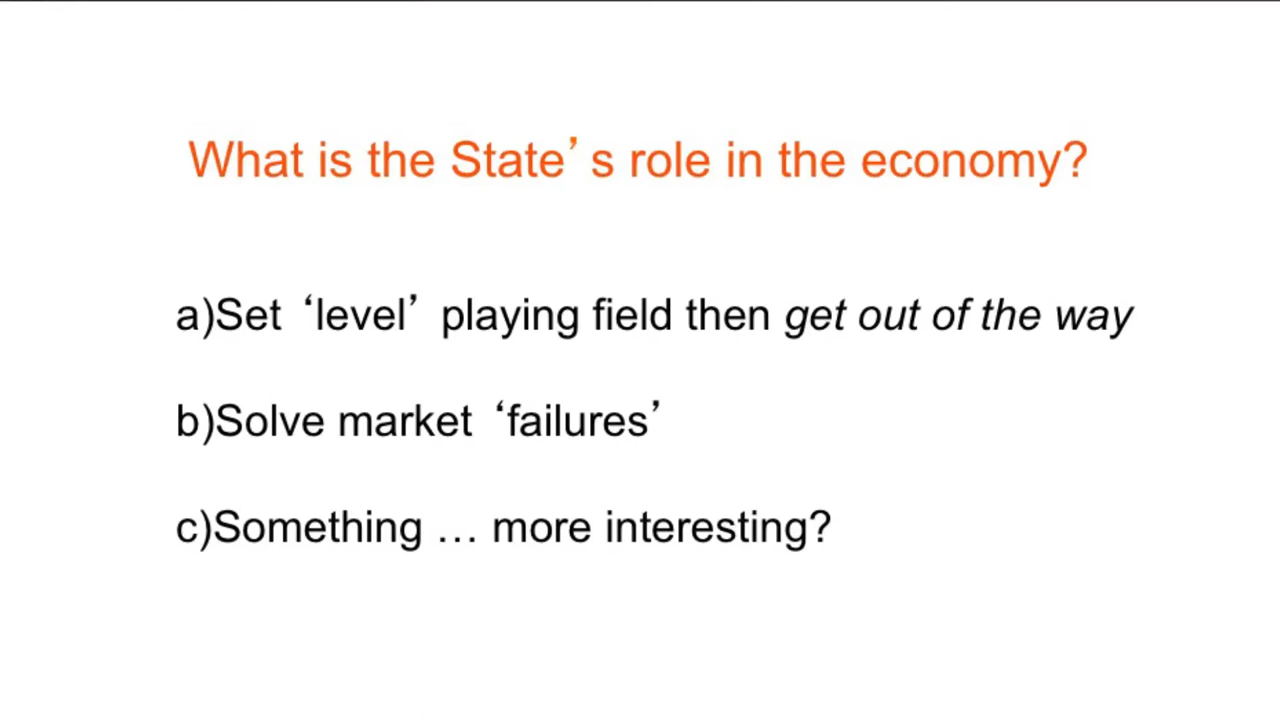 What is the State’s role in the economy?
a)Set ‘level’ playing field then get out of the way
b)Solve market ‘failures’
c)Something … more interesting?